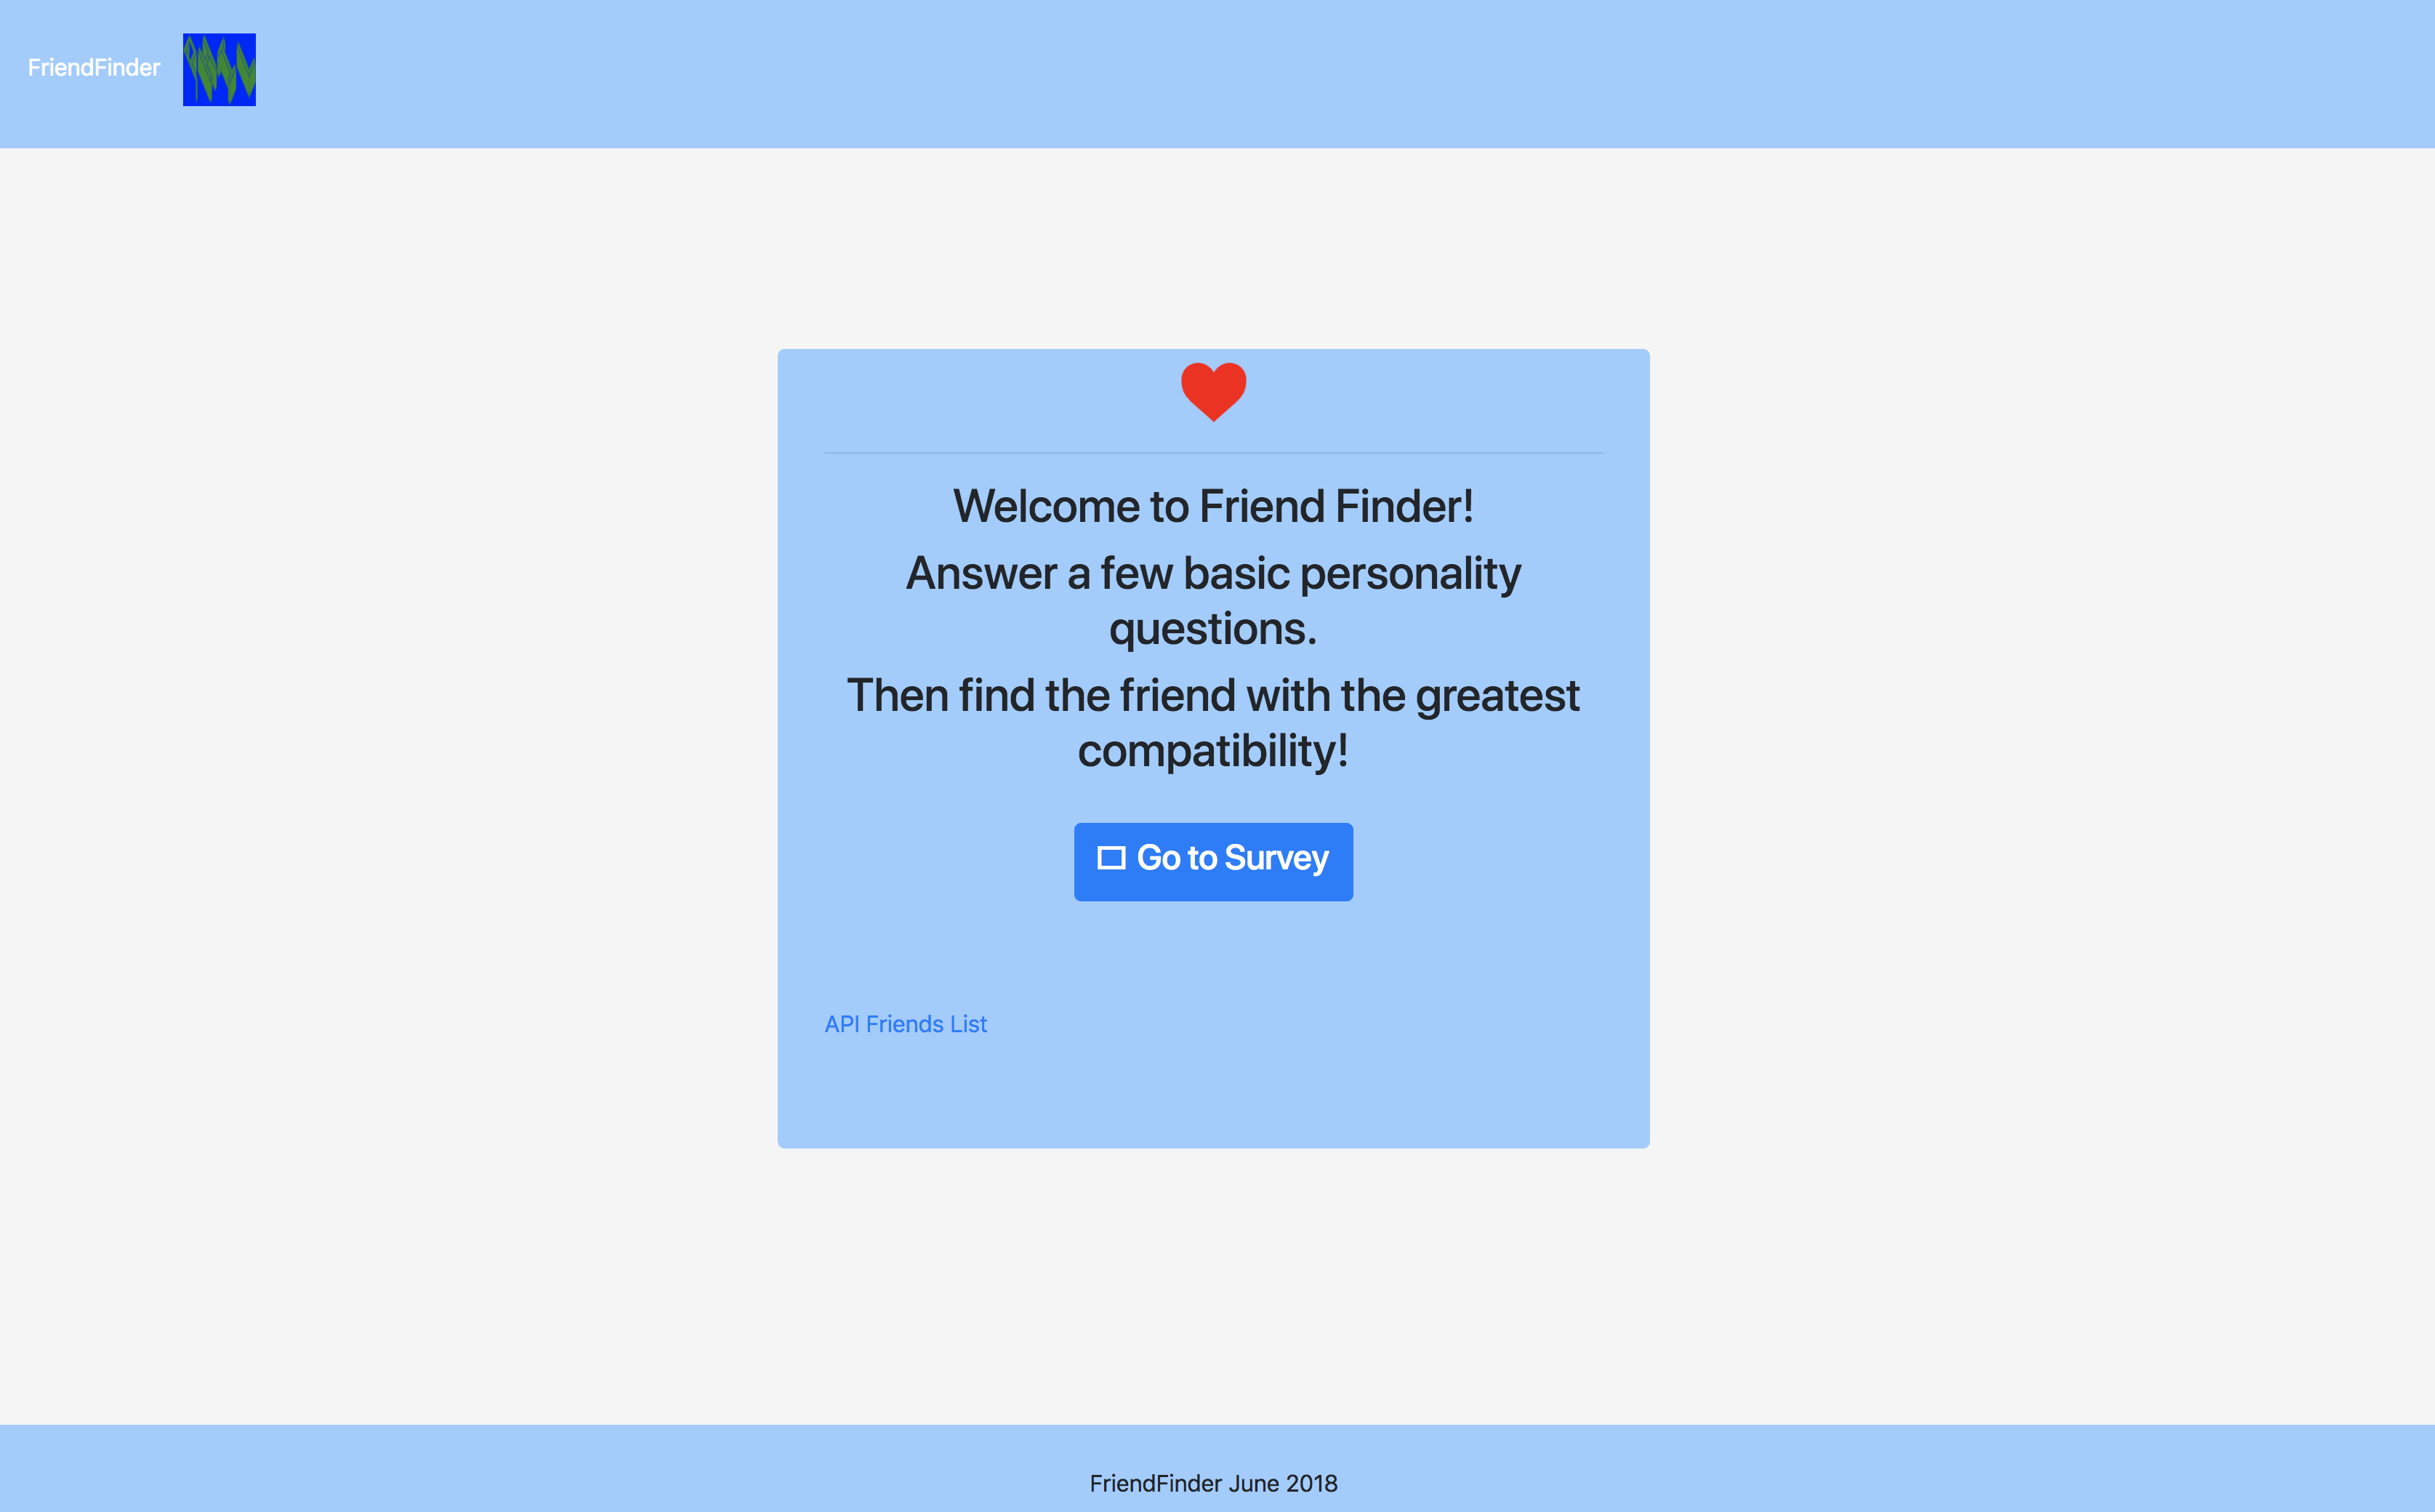 FriendFinder
Welcome to Friend Finder!
Answer a few basic personality
questions.
Then find the friend with the greatest
compatibility!
Go to Survey
API Friends List
FriendFinder June 2018